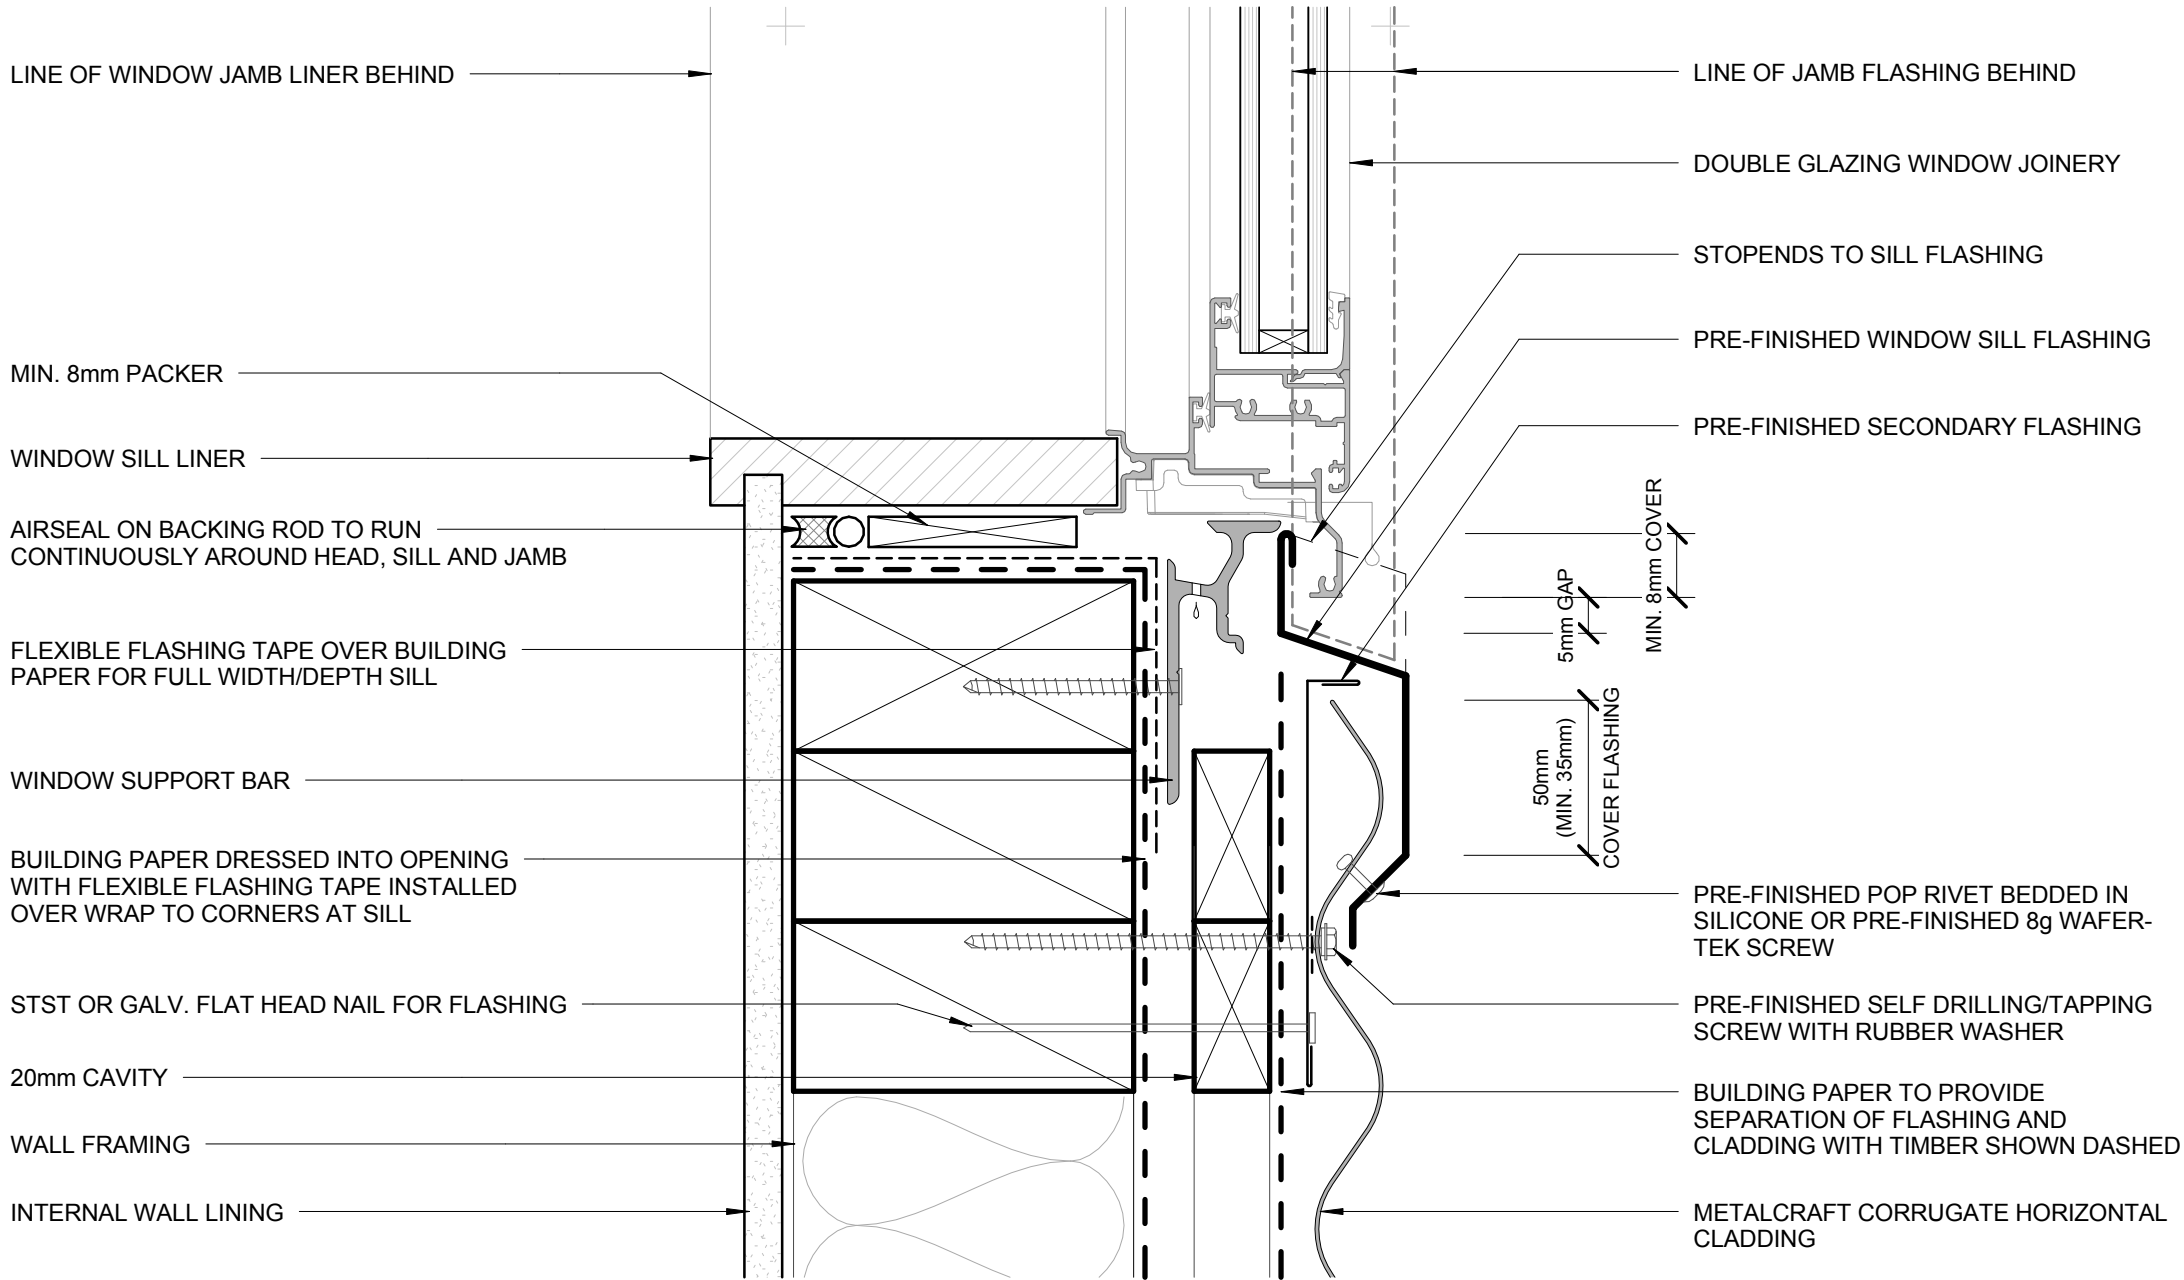 LINE OF WINDOW JAMB LINER BEHIND
MIN. 8mm PACKER
WINDOW SILL LINER
AIRSEAL ON BACKING ROD TO RUN
CONTINUOUSLY AROUND HEAD, SILL AND JAMB
FLEXIBLE FLASHING TAPE OVER BUILDING
PAPER FOR FULL WIDTH/DEPTH SILL
WINDOW SUPPORT BAR
BUILDING PAPER DRESSED INTO OPENING
WITH FLEXIBLE FLASHING TAPE INSTALLED
OVER WRAP TO CORNERS AT SILL
STST OR GALV. FLAT HEAD NAIL FOR FLASHING
20mm CAVITY
WALL FRAMING
INTERNAL WALL LINING
LINE OF JAMB FLASHING BEHIND
DOUBLE GLAZING WINDOW JOINERY
STOPENDS TO SILL FLASHING
PRE-FINISHED WINDOW SILL FLASHING
PRE-FINISHED SECONDARY FLASHING
MIN. 8mm COVER
5mm GAP
50mm
(MIN. 35mm)
COVER FLASHING
PRE-FINISHED POP RIVET BEDDED IN
SILICONE OR PRE-FINISHED 8g WAFER-
TEK SCREW
PRE-FINISHED SELF DRILLING/TAPPING
SCREW WITH RUBBER WASHER
BUILDING PAPER TO PROVIDE
SEPARATION OF FLASHING AND
CLADDING WITH TIMBER SHOWN DASHED
METALCRAFT CORRUGATE HORIZONTAL
CLADDING